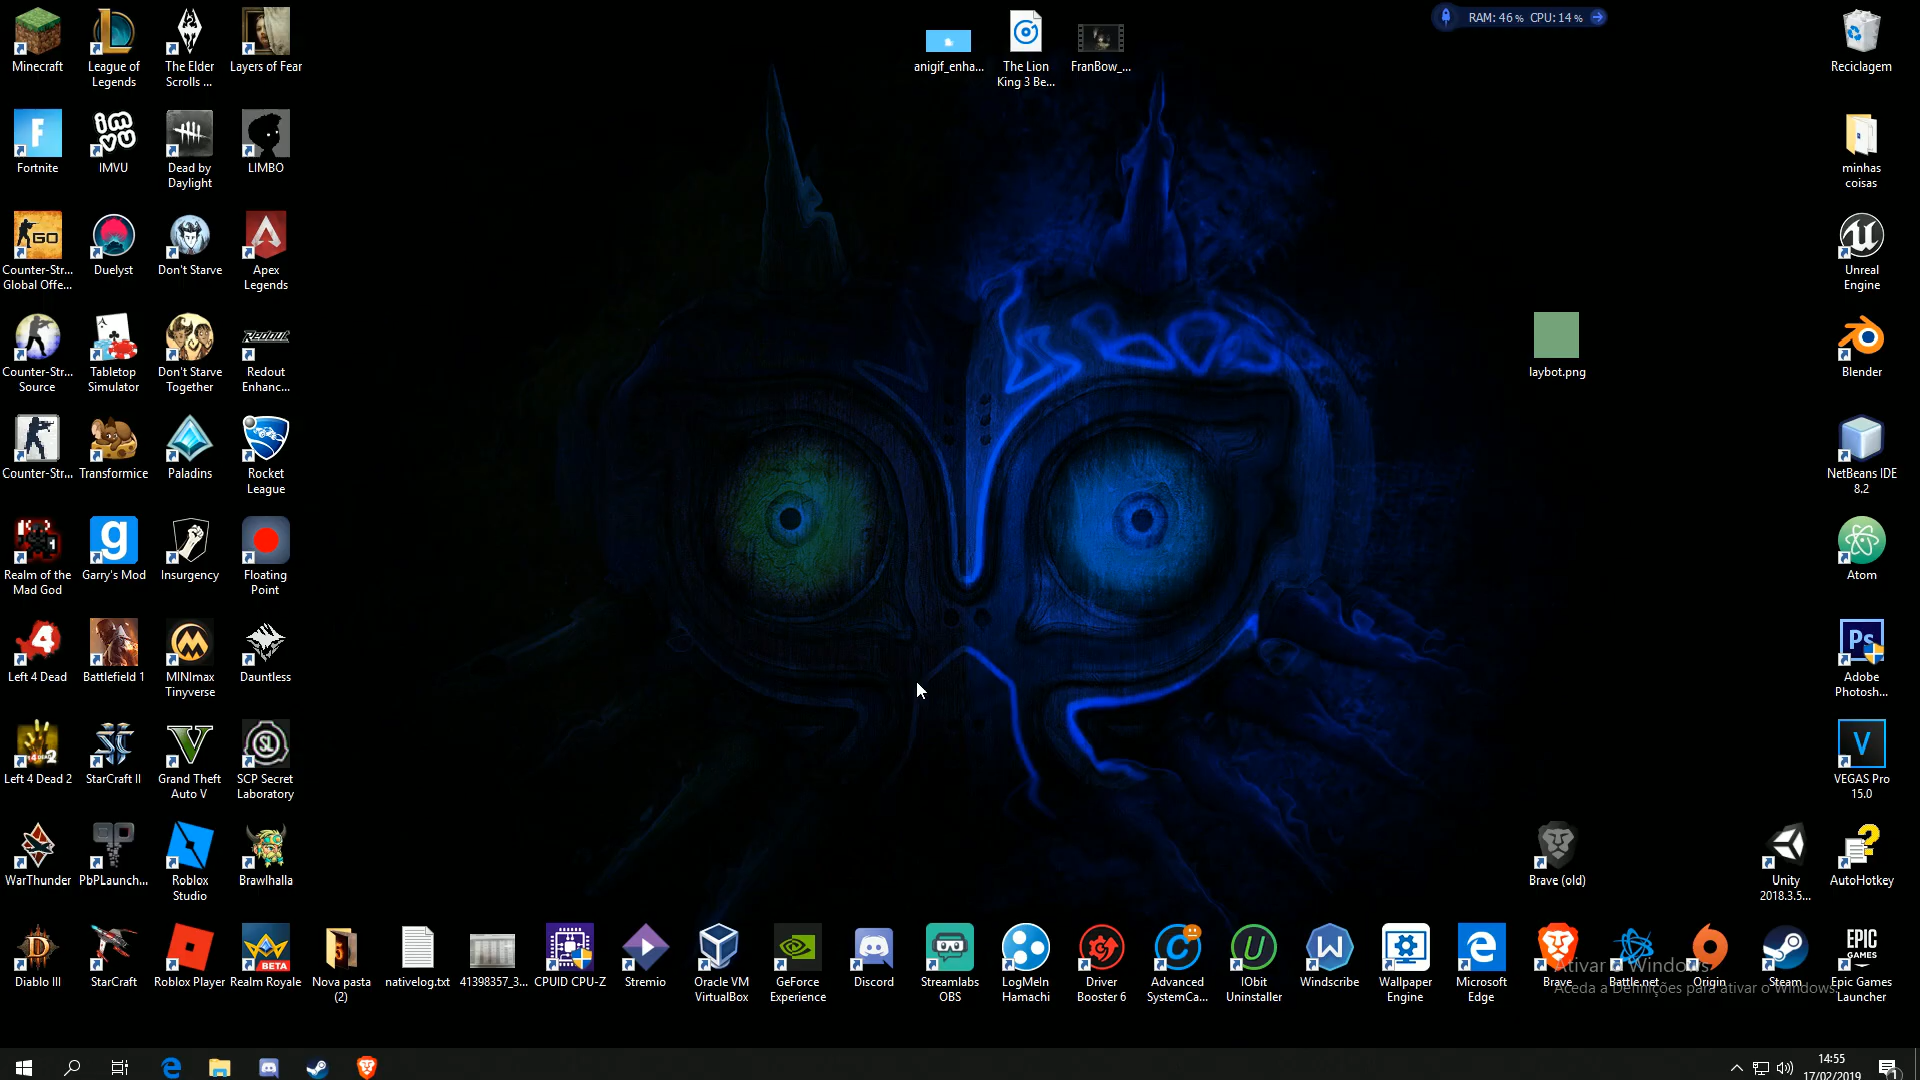 RAM: 46 % CPU: 14 %
Minecraft
League of
Legends
The Elder
Scrolls ...
Layers of Fear
anigif_enha...
The Lion
King 3 Be...
FranBow_...
Reciclagem
Fortnite
IMVU
Dead by
Daylight
LIMBO
minhas
coisas
Counter-Str...
Global Offe...
Duelyst
Don't Starve
Apex
Legends
Unreal
Engine
Counter-Str...
Source
Tabletop
Simulator
Don't Starve
Together
Redout
Enhanc...
laybot.png
Blender
Counter-Str...
Transformice
Paladins
Rocket
League
NetBeans IDE
8.2
Realm of the
Mad God
Garry's Mod
Insurgency
Floating
Point
Atom
Left 4 Dead
Battlefield 1
MINImax
Tinyverse
Dauntless
Adobe
Photosh...
Left 4 Dead 2
StarCraft II
Grand Theft
Auto V
SCP Secret
Laboratory
VEGAS Pro
15.0
WarThunder
PbPLaunch...
Roblox
Studio
Brawlhalla
Brave (old)
Unity
2018.3.5...
AutoHotkey
Diablo III
StarCraft
Roblox Player
Realm Royale
Nova pasta
(2)
nativelog.txt
41398357_3...
CPUID CPU-Z
Stremio
Oracle VM
VirtualBox
GeForce
Experience
Discord
Streamlabs
OBS
LogMeIn
Hamachi
Driver
Booster 6
Advanced
SystemCa...
IObit
Uninstaller
Windscribe
Wallpaper
Engine
Microsoft
Edge
Brave
Battle.net
Origin
Steam
Epic Games
Launcher
Ativar o Windows
Aceda a Definições para ativar o Windows.
14:55
17/02/2019